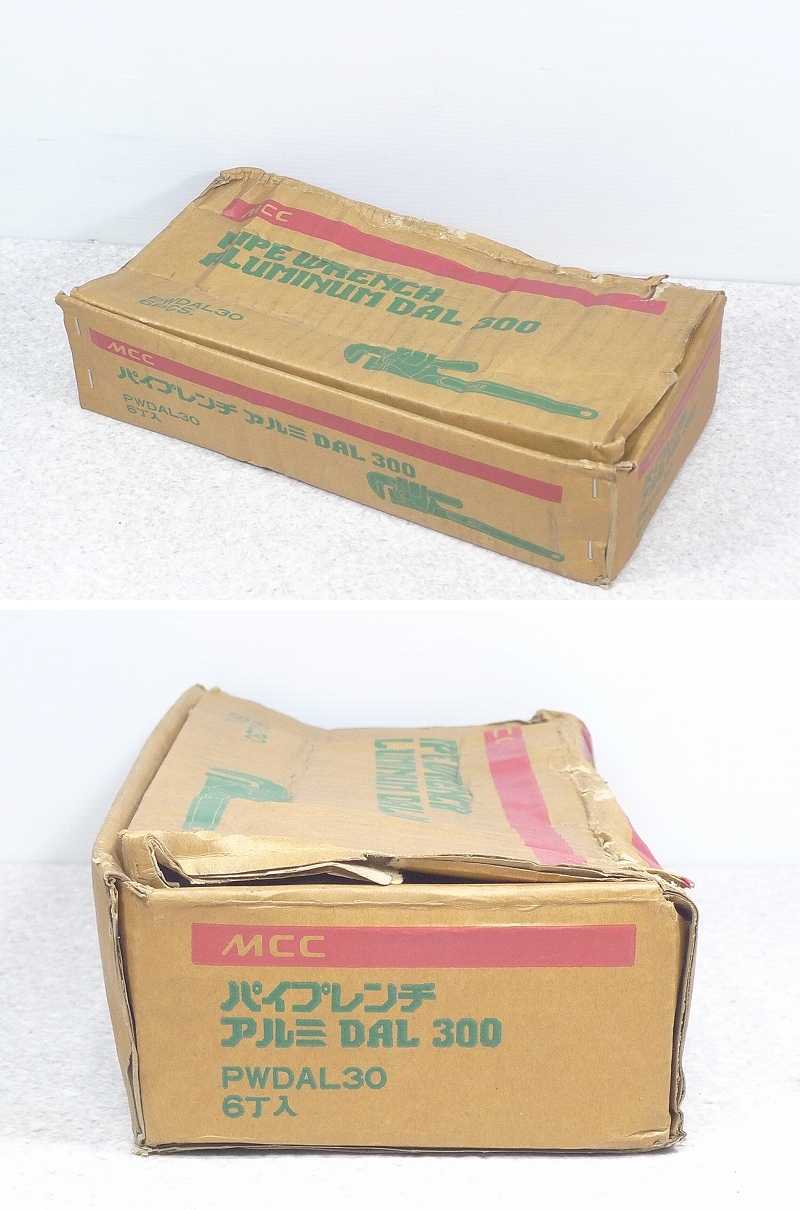 MCC
PIPE WRENCH
ALUMINUM DAL 300
PWDAL30
6PCS.
MCC
パイプレンチ アルミ DAL 300
PWDAL30
6丁入
MCC
パイプレンチ
アルミ DAL 300
PWDAL30
6丁入